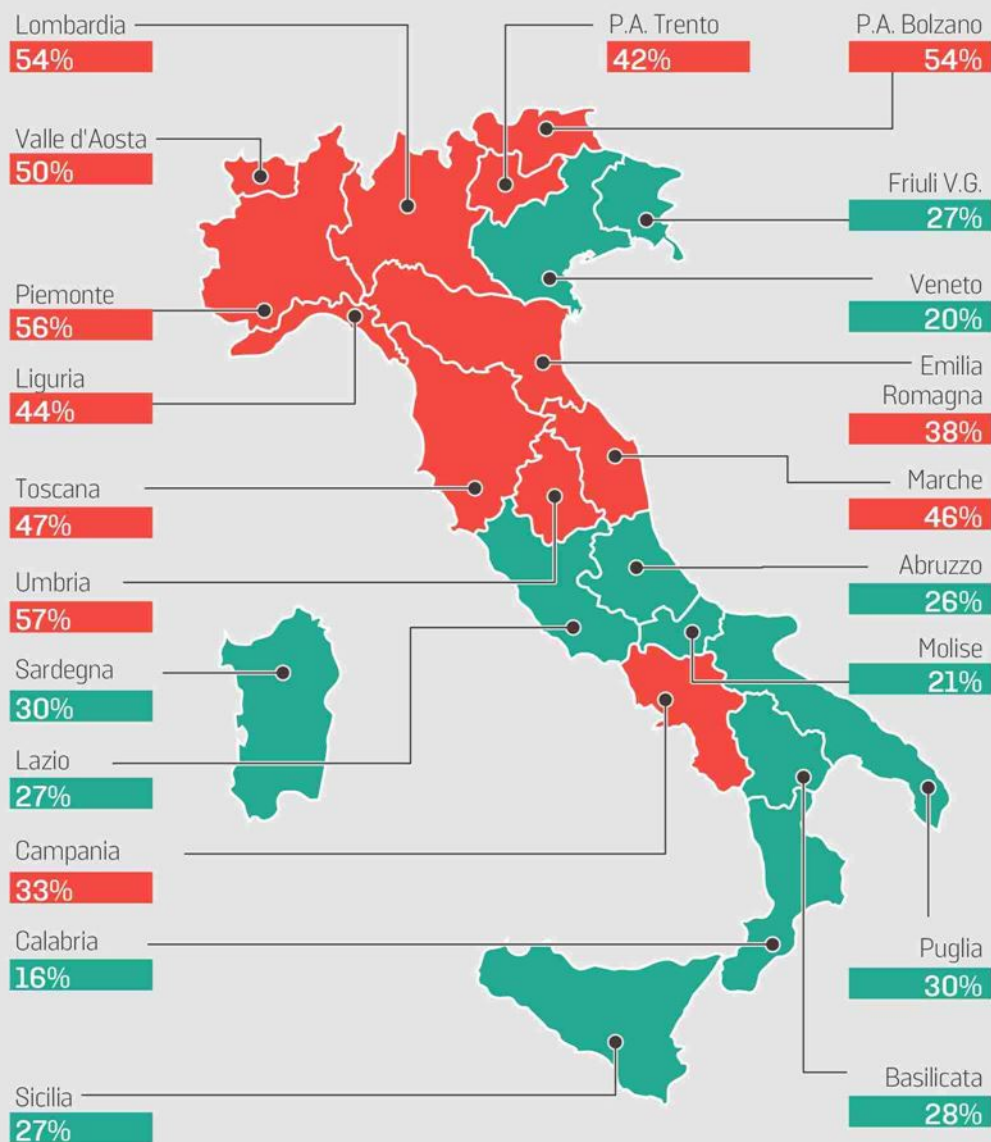 Lombardia
54%
P.A. Trento
42%
P.A. Bolzano
54%
Valle d'Aosta
50%
Friuli V.G.
27%
Piemonte
56%
Veneto
20%
Liguria
44%
Emilia
Romagna
38%
Toscana
47%
Marche
46%
Umbria
57%
Abruzzo
26%
Sardegna
30%
Molise
21%
Lazio
27%
Campania
33%
Calabria
16%
Puglia
30%
Sicilia
27%
Basilicata
28%